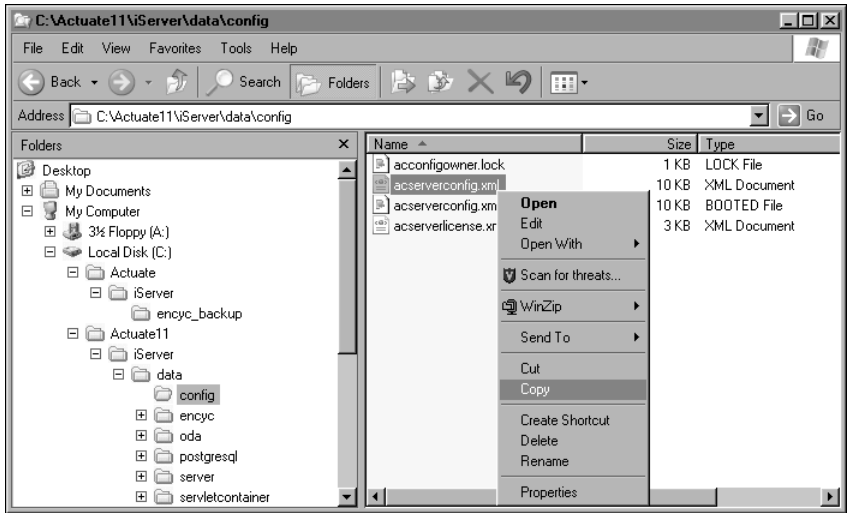 C:\Actuate11\iServer\data\config
File Edit View Favorites Tools Help
Back Search Folders
Address C:\Actuate11\iServer\data\config Go
Folders
Desktop
My Documents
My Computer
3½ Floppy (A:)
Local Disk (C:)
Actuate
iServer
encyc_backup
Actuate11
iServer
data
config
encyc
oda
postgresql
server
servletcontainer
Name Size Type
acconfigowner.lock 1 KB LOCK File
acserverconfig.xml 10 KB XML Document
acserverconfig.xm 10 KB BOOTED File
acserverlicense.xr 3 KB XML Document
Open
Edit
Open With
Scan for threats...
WinZip
Send To
Cut
Copy
Create Shortcut
Delete
Rename
Properties